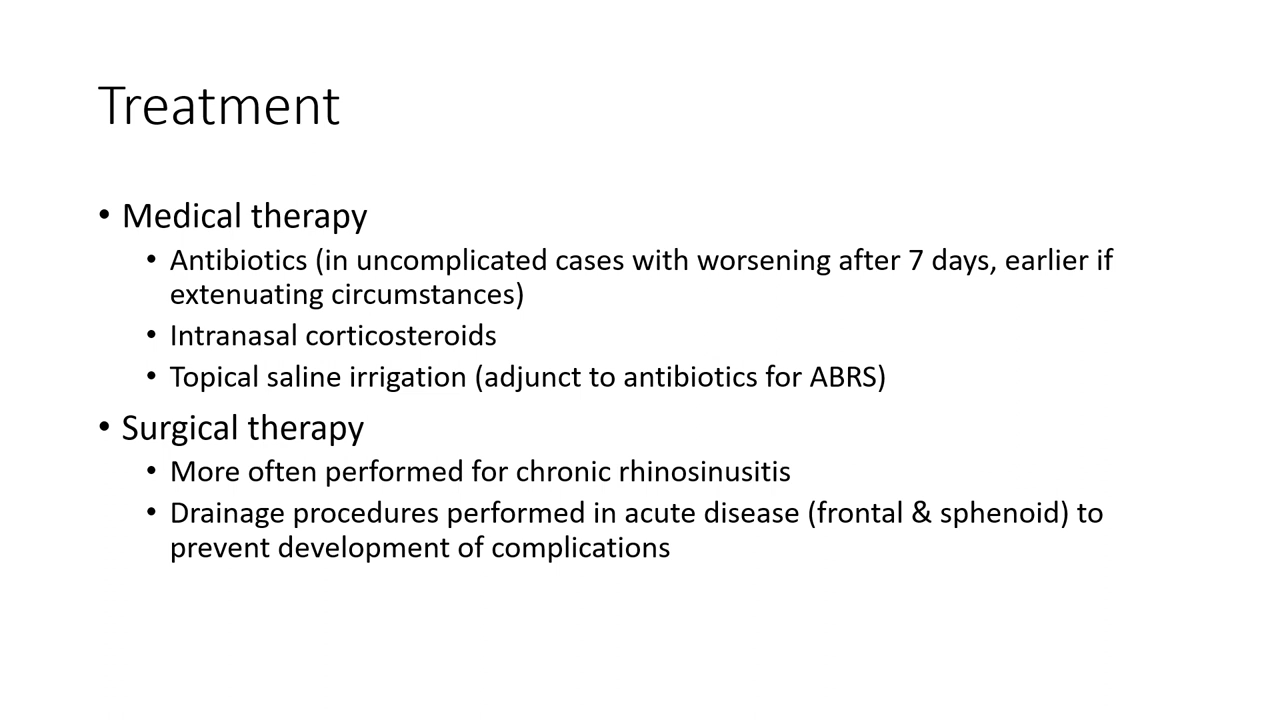 Treatment
• Medical therapy
• Antibiotics (in uncomplicated cases with worsening after 7 days, earlier if
extenuating circumstances)
• Intranasal corticosteroids
• Topical saline irrigation (adjunct to antibiotics for ABRS)
• Surgical therapy
• More often performed for chronic rhinosinusitis
• Drainage procedures performed in acute disease (frontal & sphenoid) to
prevent development of complications